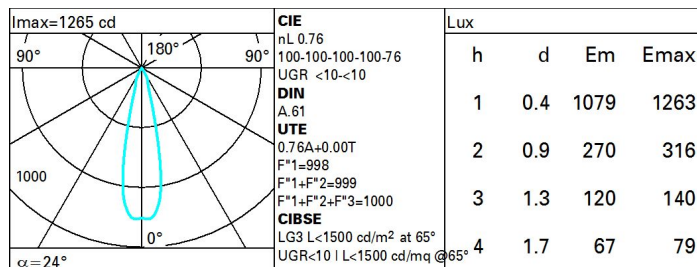 Imax=1265 cd
90°
180°
90°
1000
0°
α=24°
CIE
nL 0.76
100-100-100-100-76
UGR <10-<10
DIN
A.61
UTE
0.76A+0.00T
F"1=998
F"1+F"2=999
F"1+F"2+F"3=1000
CIBSE
LG3 L<1500 cd/m² at 65°
UGR<10 | L<1500 cd/mq @65°
Lux
h d Em Emax
1 0.4 1079 1263
2 0.9 270 316
3 1.3 120 140
4 1.7 67 79